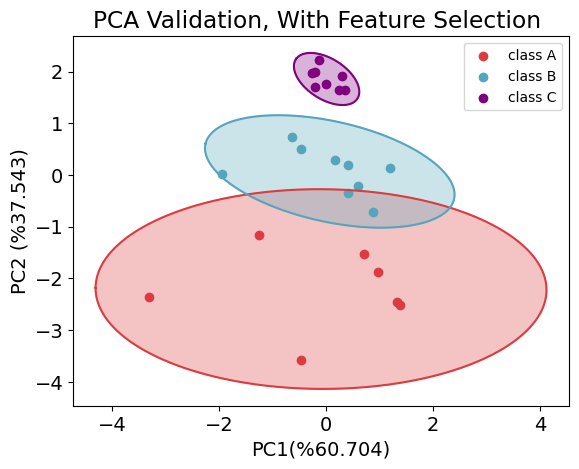 PCA Validation, With Feature Selection
class A
class B
class C
PC2 (%37.543)
2
1
0
−1
−2
−3
−4
−4
−2
0
2
4
PC1(%60.704)